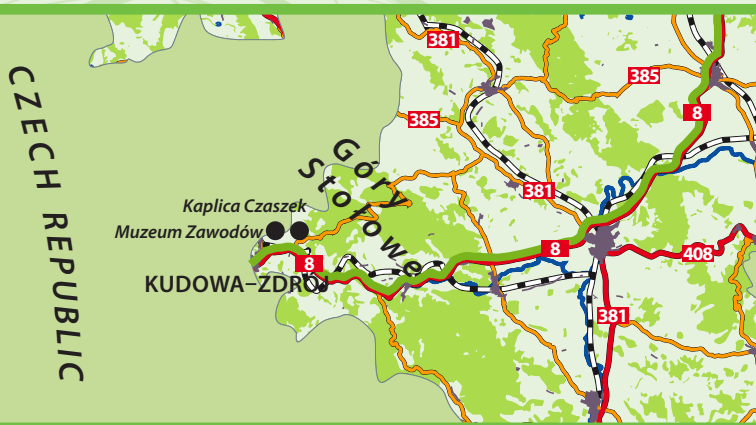 381
385
8
385
CZECH REPUBLIC
Góry
Stołowe
381
Kaplica Czaszek
Muzeum Zawodów
8
8
408
KUDOWA–ZDRÓJ
381